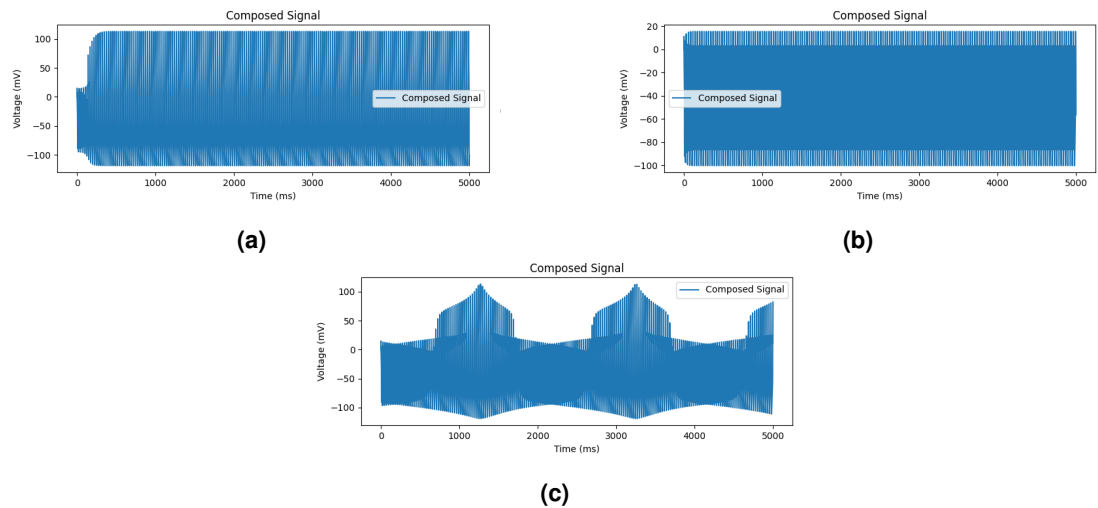 Composed Signal
Voltage (mV)
100
50
0
−50
−100
Composed Signal
0 1000 2000 3000 4000 5000
Time (ms)
(a)
Composed Signal
Voltage (mV)
20
0
−20
−40
−60
−80
−100
Composed Signal
0 1000 2000 3000 4000 5000
Time (ms)
(b)
Composed Signal
Voltage (mV)
100
50
0
−50
−100
Composed Signal
0 1000 2000 3000 4000 5000
Time (ms)
(c)